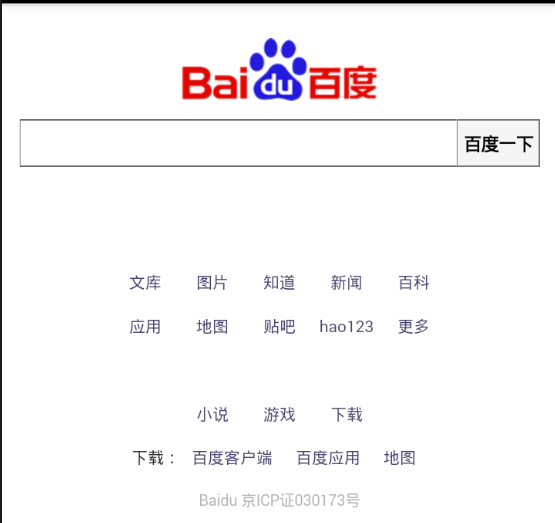 Bai du 百度
百度一下
文库 图片 知道 新闻 百科
应用 地图 贴吧 hao123 更多
小说 游戏 下载
下载： 百度客户端 百度应用 地图
Baidu 京ICP证030173号